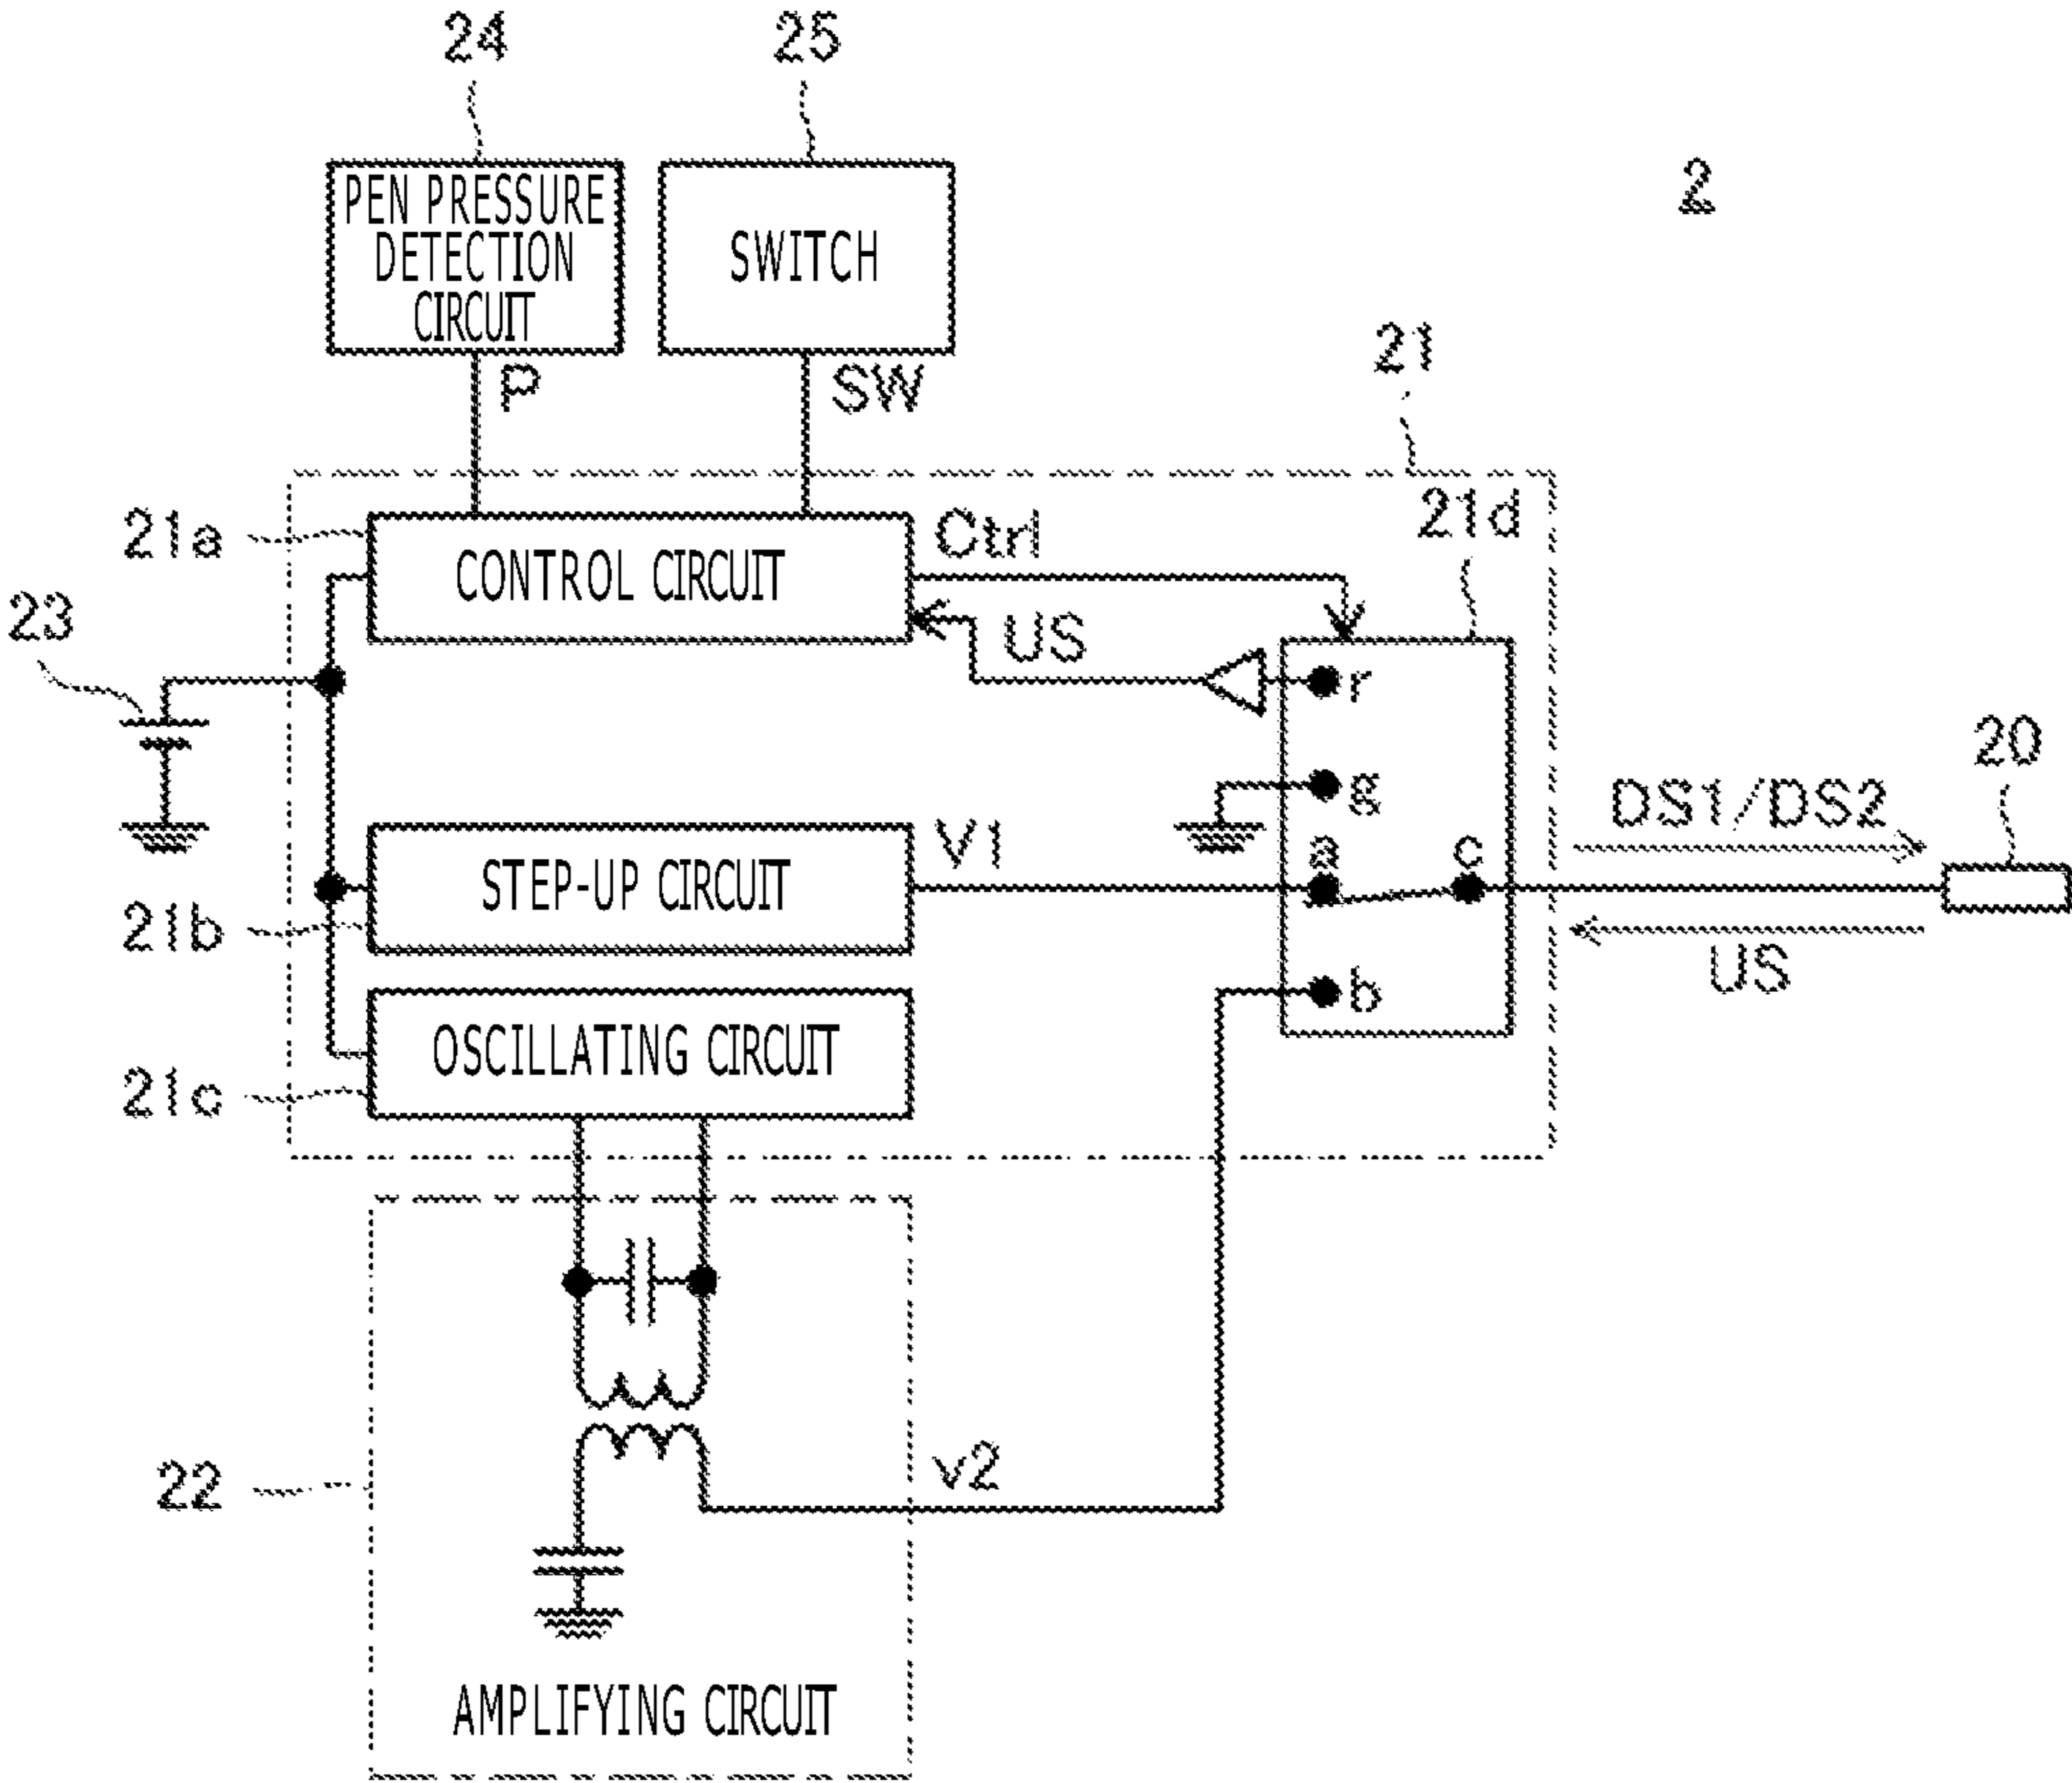 24
25
2
PEN PRESSURE
DETECTION
CIRCUIT
SWITCH
21
P
SW
21a
CONTROL CIRCUIT
Ctrl
21d
23
US
r
20
g
DS1/DS2
V1
a
c
STEP-UP CIRCUIT
21b
US
b
OSCILLATING CIRCUIT
21c
22
v2
AMPLIFYING CIRCUIT